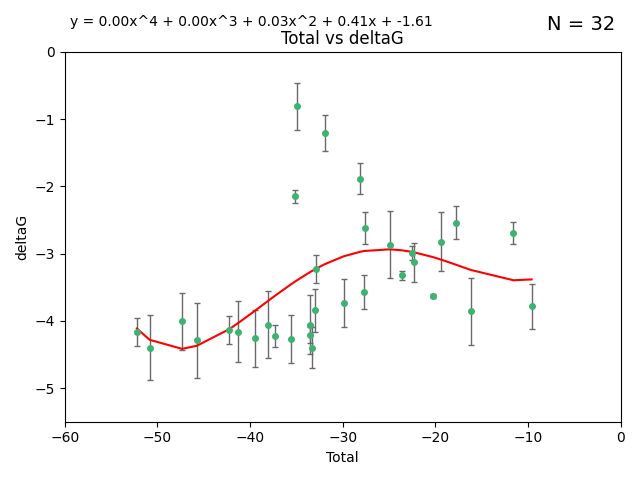 y = 0.00x^4 + 0.00x^3 + 0.03x^2 + 0.41x + -1.61
N = 32
Total vs deltaG
0
−1
−2
−3
−4
−5
deltaG
−60
−50
−40
−30
−20
−10
0
Total